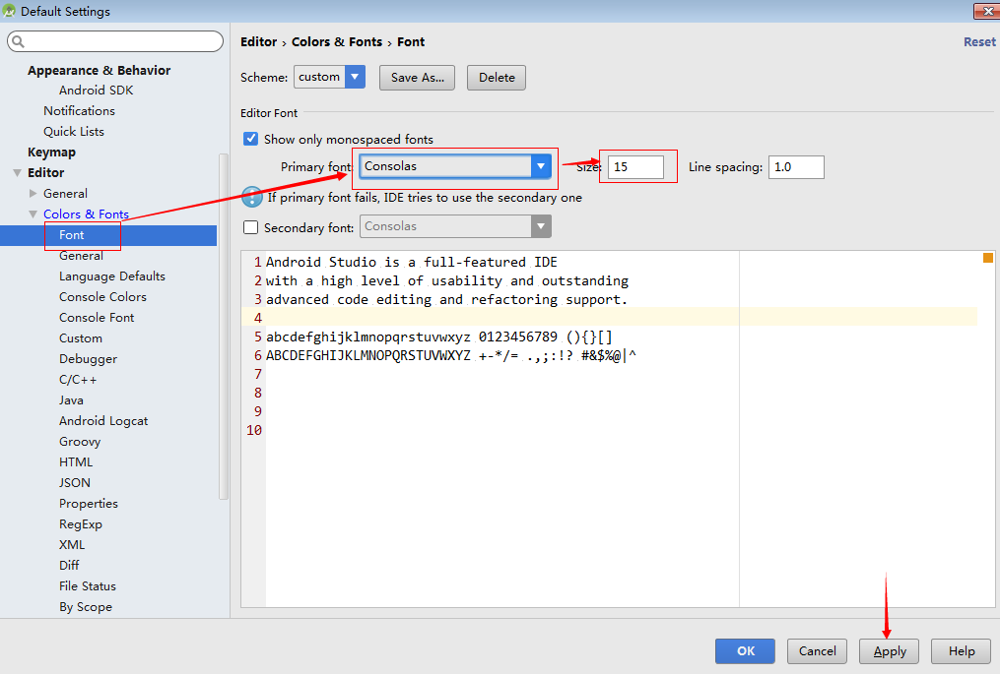 Default Settings
Appearance & Behavior
Android SDK
Notifications
Quick Lists
Keymap
Editor
General
Colors & Fonts
Font
General
Language Defaults
Console Colors
Console Font
Custom
Debugger
C/C++
Java
Android Logcat
Groovy
HTML
JSON
Properties
RegExp
XML
Diff
File Status
By Scope
Editor › Colors & Fonts › Font
Reset
Scheme: custom Save As... Delete
Editor Font
Show only monospaced fonts
Primary font: Consolas Size: 15 Line spacing: 1.0
If primary font fails, IDE tries to use the secondary one
Secondary font: Consolas
1 Android Studio is a full-featured IDE
2 with a high level of usability and outstanding
3 advanced code editing and refactoring support.
4
5 abcdefghijklmnopqrstuvwxyz 0123456789 (){}[]
6 ABCDEFGHIJKLMNOPQRSTUVWXYZ +-*/= .,;:!? #&$%@|^
7
8
9
10
OK Cancel Apply Help